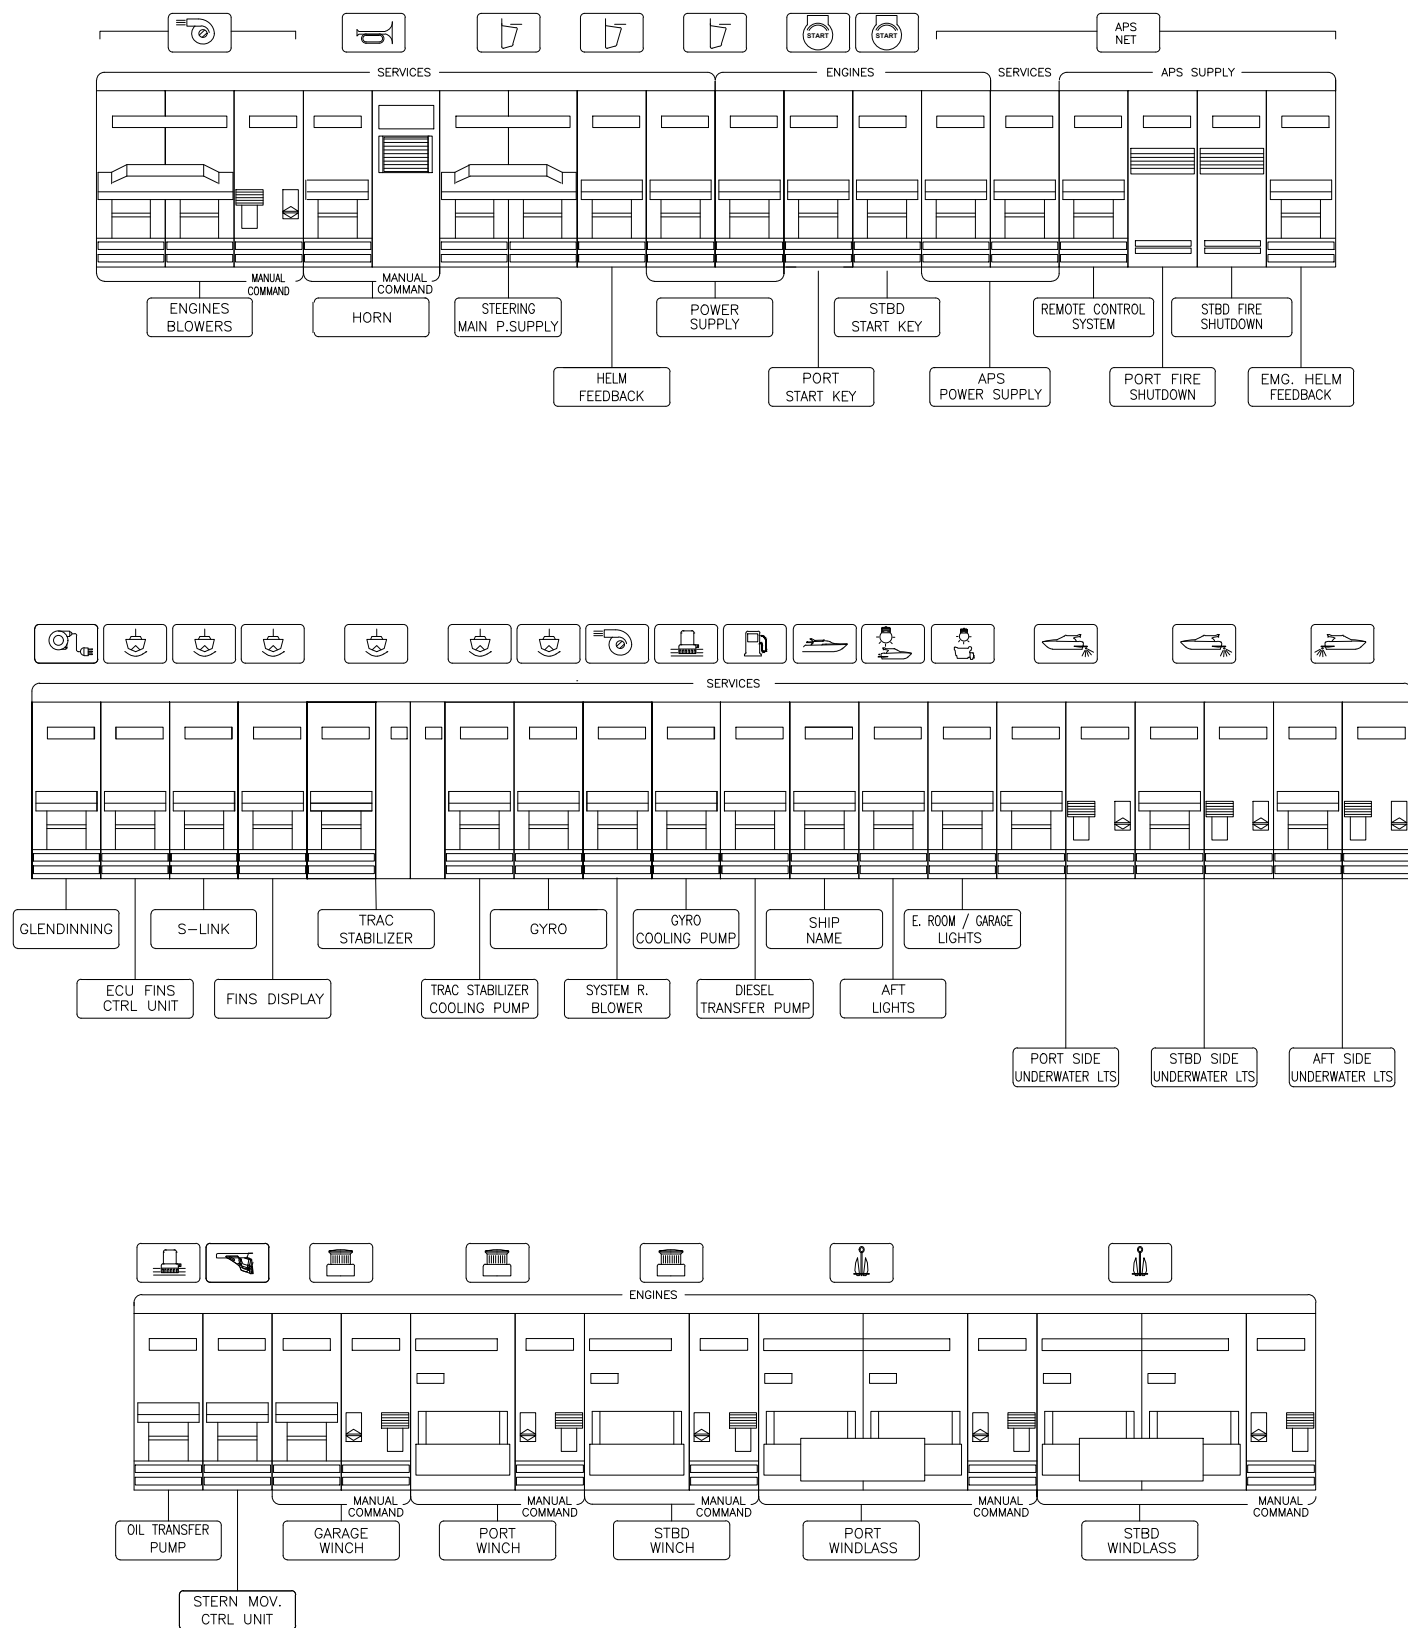 START
START
APS
NET
SERVICES
ENGINES
SERVICES
APS SUPPLY
MANUAL
COMMAND
MANUAL
COMMAND
ENGINES
BLOWERS
HORN
STEERING
MAIN P.SUPPLY
POWER
SUPPLY
STBD
START KEY
REMOTE CONTROL
SYSTEM
STBD FIRE
SHUTDOWN
HELM
FEEDBACK
PORT
START KEY
APS
POWER SUPPLY
PORT FIRE
SHUTDOWN
EMG. HELM
FEEDBACK
SERVICES
GLENDINNING
S-LINK
TRAC
STABILIZER
GYRO
GYRO
COOLING PUMP
SHIP
NAME
E. ROOM / GARAGE
LIGHTS
ECU FINS
CTRL UNIT
FINS DISPLAY
TRAC STABILIZER
COOLING PUMP
SYSTEM R.
BLOWER
DIESEL
TRANSFER PUMP
AFT
LIGHTS
PORT SIDE
UNDERWATER LTS
STBD SIDE
UNDERWATER LTS
AFT SIDE
UNDERWATER LTS
ENGINES
MANUAL
COMMAND
MANUAL
COMMAND
MANUAL
COMMAND
MANUAL
COMMAND
MANUAL
COMMAND
OIL TRANSFER
PUMP
GARAGE
WINCH
PORT
WINCH
STBD
WINCH
PORT
WINDLASS
STBD
WINDLASS
STERN MOV.
CTRL UNIT